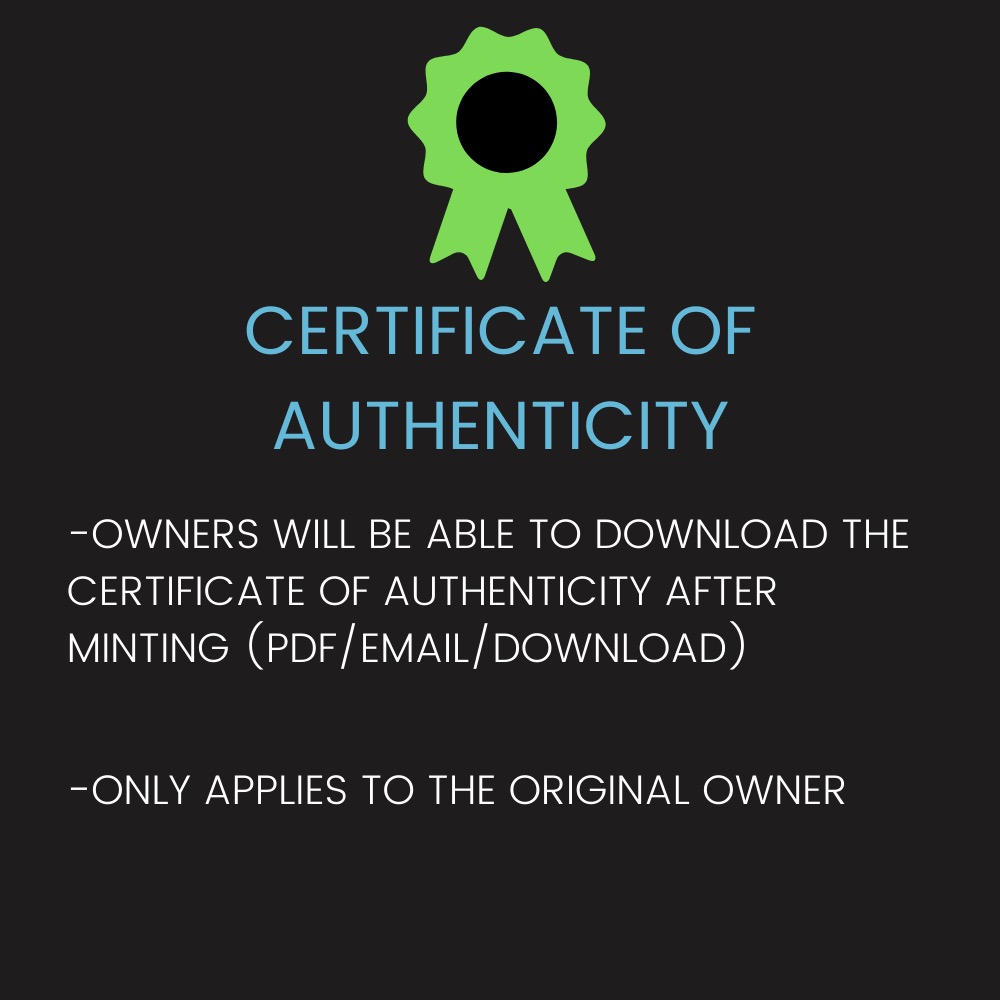 CERTIFICATE OF
AUTHENTICITY
-OWNERS WILL BE ABLE TO DOWNLOAD THE
CERTIFICATE OF AUTHENTICITY AFTER
MINTING (PDF/EMAIL/DOWNLOAD)
-ONLY APPLIES TO THE ORIGINAL OWNER